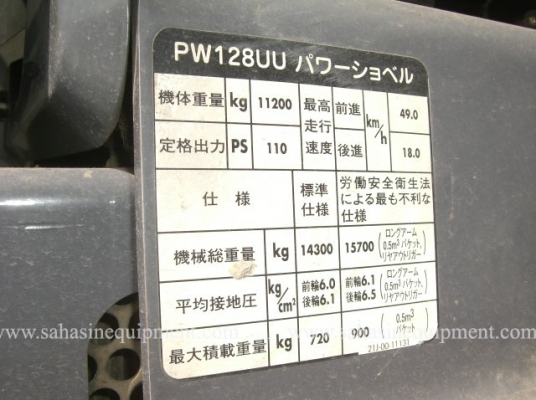 PW128UU パワーショベル
機体重量 kg 11200 最高走行速度 前進 km/h 49.0
定格出力 PS 110 後進 18.0
仕様 標準仕様 労働安全衛生法による最も不利な仕様
機械総重量 kg 14300 15700 (ロングアーム 0.5m³バケット、リヤアウトリガー)
平均接地圧 kg/cm² 前輪6.0 後輪6.1 前輪6.1 後輪6.5 (ロングアーム 0.5m³バケット、リヤアウトリガー)
最大積載重量 kg 720 900 (0.5m³バケット)
21J-00-11131
www.sahasinequipment.com